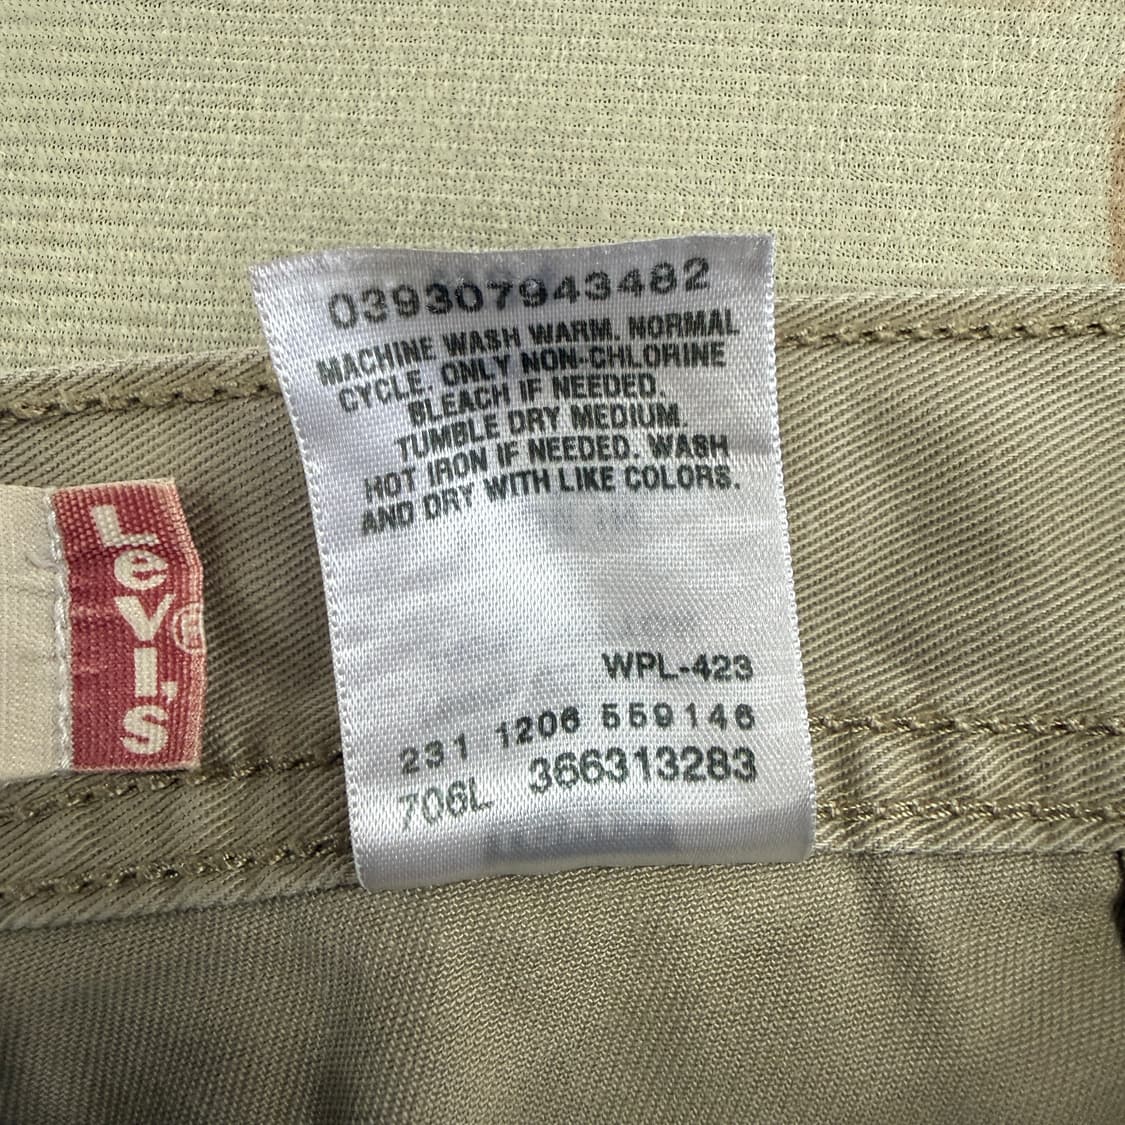 039307943482
MACHINE WASH WARM. NORMAL
CYCLE. ONLY NON-CHLORINE
BLEACH IF NEEDED.
TUMBLE DRY MEDIUM.
HOT IRON IF NEEDED. WASH
AND DRY WITH LIKE COLORS.
WPL-423
231 1206 559146
706L 366313283
Levi's ®